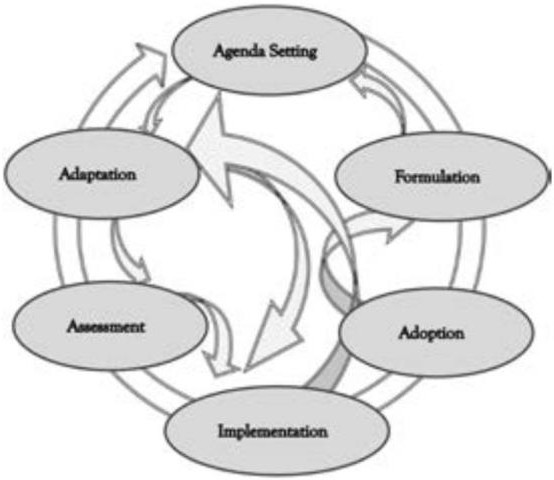 Agenda Setting
Adaptation
Formulation
Assessment
Adoption
Implementation